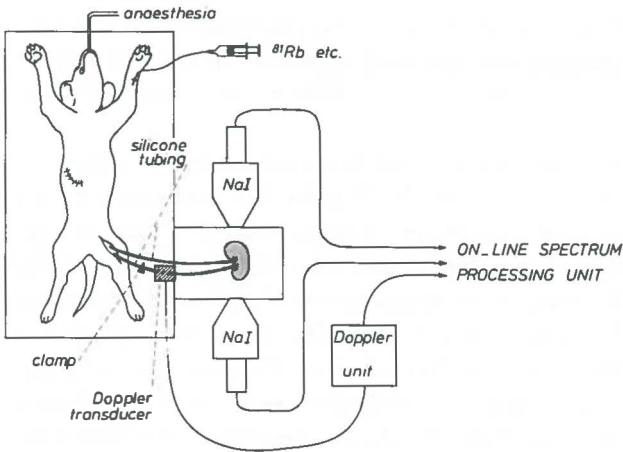 anaesthesia
⁸¹Rb etc.
silicone
tubing
NaI
ON_LINE SPECTRUM
PROCESSING UNIT
NaI
Doppler
unit
clamp
Doppler
transducer